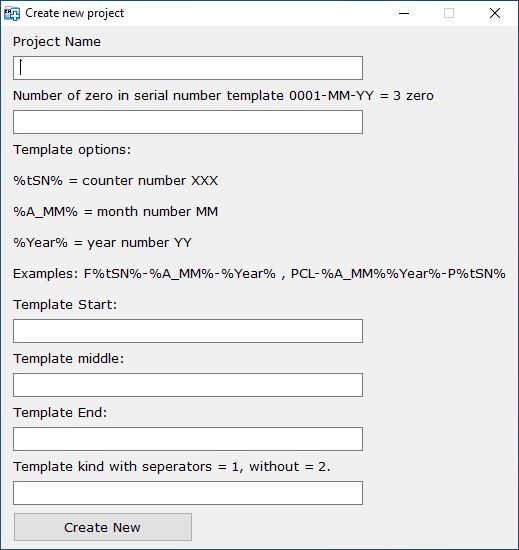 Create new project
Project Name
Number of zero in serial number template 0001-MM-YY = 3 zero
Template options:
%tSN% = counter number XXX
%A_MM% = month number MM
%Year% = year number YY
Examples: F%tSN%-%A_MM%-%Year% , PCL-%A_MM%%Year%-P%tSN%
Template Start:
Template middle:
Template End:
Template kind with seperators = 1, without = 2.
Create New